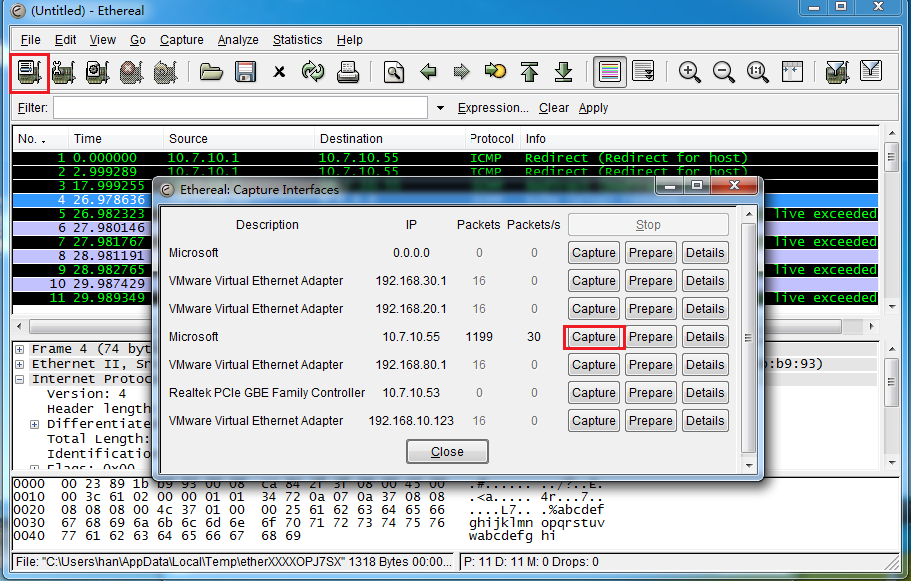 (Untitled) - Ethereal
File Edit View Go Capture Analyze Statistics Help
Filter: Expression... Clear Apply
No. . Time Source Destination Protocol Info
1 0.000000 10.7.10.1 10.7.10.55 ICMP Redirect (Redirect for host)
2 2.999289 10.7.10.1 10.7.10.55 ICMP Redirect (Redirect for host)
3 17.999255
4 26.978636
5 26.982323 live exceeded
6 27.980146
7 27.981767 live exceeded
8 28.981191
9 28.982765 live exceeded
10 29.987429
11 29.989349 live exceeded
Ethereal: Capture Interfaces
Description IP Packets Packets/s Stop
Microsoft 0.0.0.0 0 0 Capture Prepare Details
VMware Virtual Ethernet Adapter 192.168.30.1 16 0 Capture Prepare Details
VMware Virtual Ethernet Adapter 192.168.20.1 16 0 Capture Prepare Details
Microsoft 10.7.10.55 1199 30 Capture Prepare Details
VMware Virtual Ethernet Adapter 192.168.80.1 16 0 Capture Prepare Details
Realtek PCIe GBE Family Controller 10.7.10.53 0 0 Capture Prepare Details
VMware Virtual Ethernet Adapter 192.168.10.123 16 0 Capture Prepare Details
Close
Frame 4 (74 byt
Ethernet II, Sr :b9:93)
Internet Protoc
Version: 4
Header length
Differentiate
Total Length:
Identificatio
Flags: 0x00
0000 00 23 89 1b b9 93 00 08 ca 84 2f 3f 08 00 45 00 .#...... ../?..E.
0010 00 3c 61 02 00 00 01 01 34 72 0a 07 0a 37 08 08 .<a..... 4r...7..
0020 08 08 08 00 4c 37 01 00 00 25 61 62 63 64 65 66 ....L7.. .%abcdef
0030 67 68 69 6a 6b 6c 6d 6e 6f 70 71 72 73 74 75 76 ghijklmn opqrstuv
0040 77 61 62 63 64 65 66 67 68 69 wabcdefg hi
File: "C:\Users\han\AppData\Local\Temp\etherXXXXOPJ7SX" 1318 Bytes 00:00... P: 11 D: 11 M: 0 Drops: 0